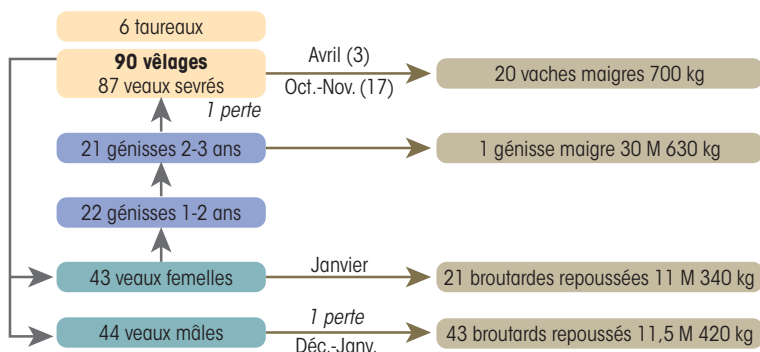 6 taureaux
90 vêlages
87 veaux sevrés
Avril (3)
Oct.-Nov. (17)
20 vaches maigres 700 kg
1 perte
21 génisses 2-3 ans
1 génisse maigre 30 M 630 kg
22 génisses 1-2 ans
43 veaux femelles
Janvier
21 broutardes repoussées 11 M 340 kg
44 veaux mâles
1 perte
Déc.-Janv.
43 broutards repoussés 11,5 M 420 kg